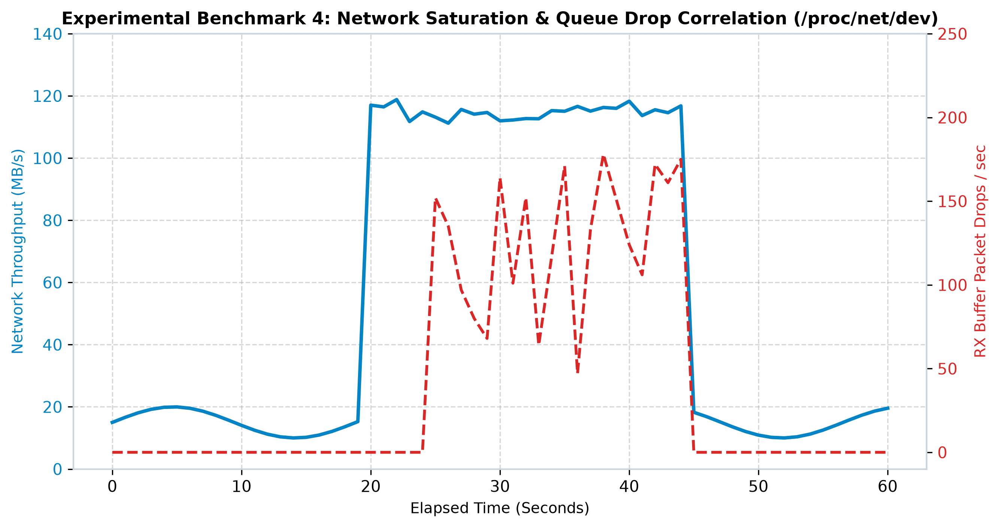 Experimental Benchmark 4: Network Saturation & Queue Drop Correlation (/proc/net/dev)
Network Throughput (MB/s)
140
120
100
80
60
40
20
0
250
200
150
100
50
0
RX Buffer Packet Drops / sec
0 10 20 30 40 50 60
Elapsed Time (Seconds)